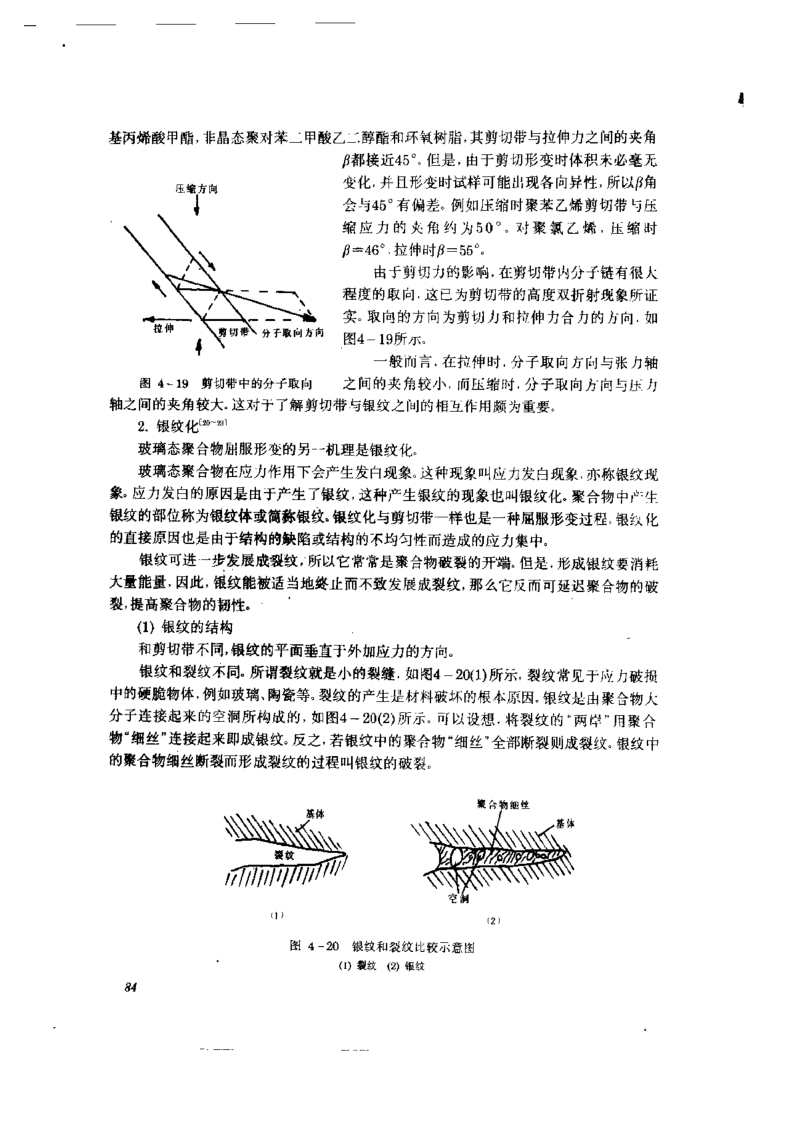 基丙烯酸甲酯,非晶态聚对苯二甲酸乙二醇酯和环氧树脂,其剪切带与拉伸力之间的夹角
β都接近45°。但是,由于剪切形变时体积未必毫无
变化,并且形变时试样可能出现各向异性,所以β角
会与45°有偏差。例如压缩时聚苯乙烯剪切带与压
缩应力的夹角约为50°。对聚氯乙烯,压缩时
β=46°,拉伸时β=55°。
由于剪切力的影响,在剪切带内分子链有很大
程度的取向,这已为剪切带的高度双折射现象所证
实。取向的方向为剪切力和拉伸力合力的方向,如
图4-19所示。
一般而言,在拉伸时,分子取向方向与张力轴
压缩方向
拉伸
剪切带
分子取向方向
图 4-19 剪切带中的分子取向
之间的夹角较小,而压缩时,分子取向方向与压力
轴之间的夹角较大。这对于了解剪切带与银纹之间的相互作用颇为重要。
2. 银纹化[20~23]
玻璃态聚合物屈服形变的另一机理是银纹化。
玻璃态聚合物在应力作用下会产生发白现象。这种现象叫应力发白现象,亦称银纹现
象。应力发白的原因是由于产生了银纹,这种产生银纹的现象也叫银纹化。聚合物中产生
银纹的部位称为银纹体或简称银纹。银纹化与剪切带一样也是一种屈服形变过程。银纹化
的直接原因也是由于结构的缺陷或结构的不均匀性而造成的应力集中。
银纹可进一步发展成裂纹,所以它常常是聚合物破裂的开端。但是,形成银纹要消耗
大量能量,因此,银纹能被适当地终止而不致发展成裂纹,那么它反而可延迟聚合物的破
裂,提高聚合物的韧性。
(1) 银纹的结构
和剪切带不同,银纹的平面垂直于外加应力的方向。
银纹和裂纹不同。所谓裂纹就是小的裂缝,如图4-20(1)所示,裂纹常见于应力破损
中的硬脆物体,例如玻璃、陶瓷等。裂纹的产生是材料破坏的根本原因。银纹是由聚合物大
分子连接起来的空洞所构成的,如图4-20(2)所示。可以设想,将裂纹的“两岸”用聚合
物“细丝”连接起来即成银纹。反之,若银纹中的聚合物“细丝”全部断裂则成裂纹。银纹中
的聚合物细丝断裂而形成裂纹的过程叫银纹的破裂。
基体
裂纹
(1)
聚合物细丝
基体
空洞
(2)
图 4-20 银纹和裂纹比较示意图
(1) 裂纹 (2) 银纹
84